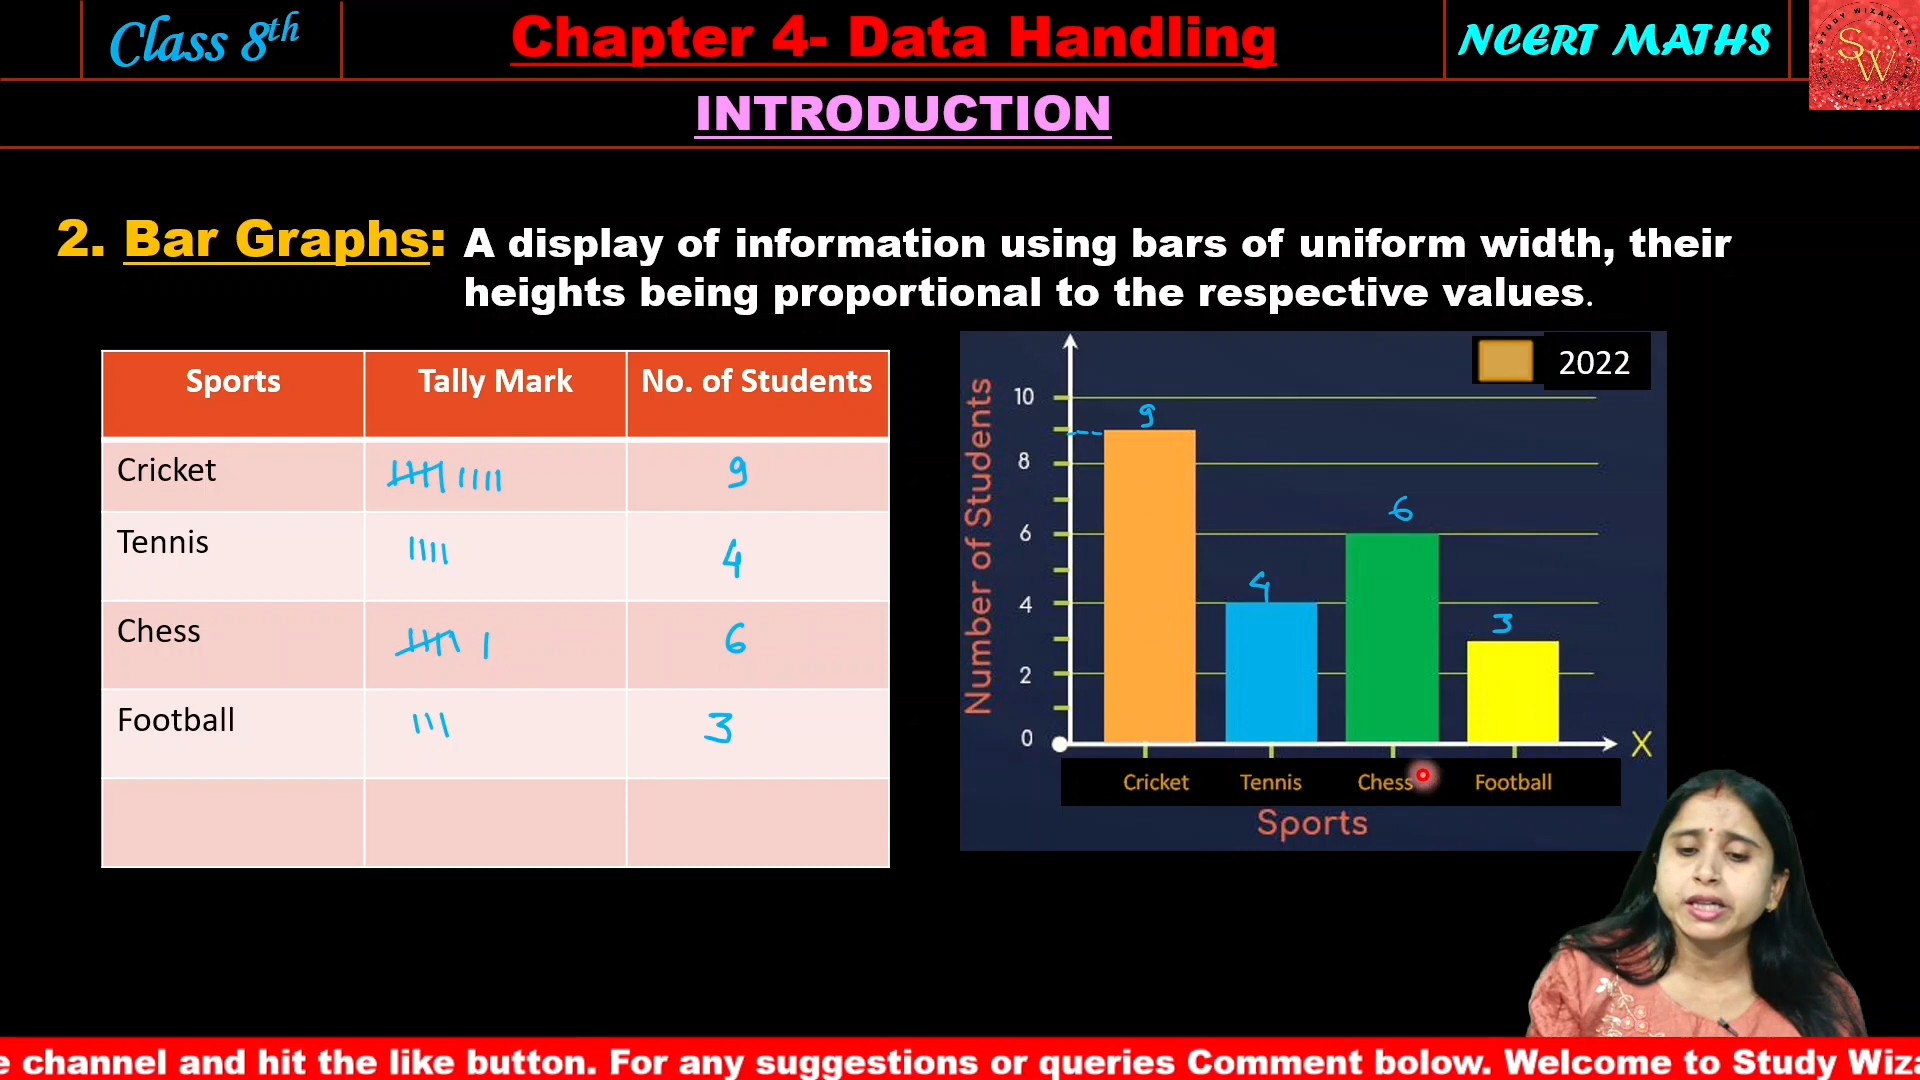 Class 8th
Chapter 4- Data Handling
NCERT MATHS
SW
INTRODUCTION
2. Bar Graphs: A display of information using bars of uniform width, their
heights being proportional to the respective values.
Sports Tally Mark No. of Students
Cricket 9
Tennis 4
Chess 6
Football 3
2022
Number of Students
10
8
6
4
2
0
9
4
6
3
X
Cricket Tennis Chess Football
Sports
e channel and hit the like button. For any suggestions or queries Comment bolow. Welcome to Study Wiza